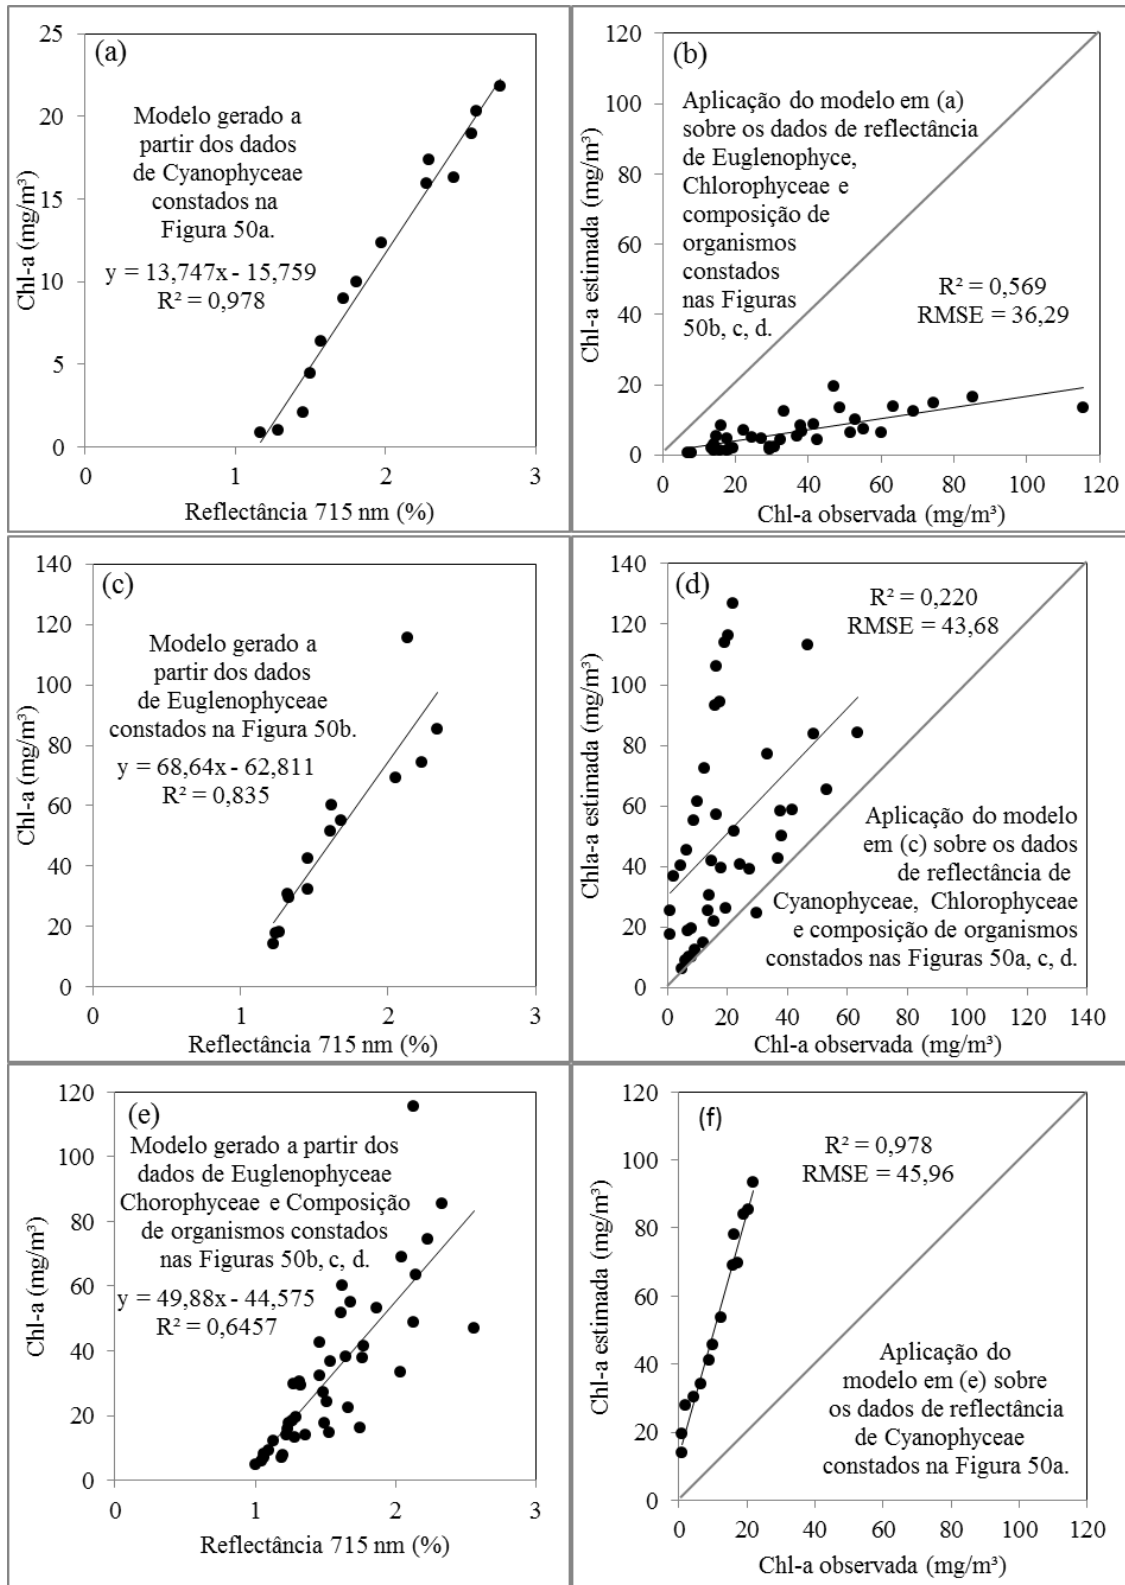 (a)
Chl-a (mg/m³)
25
20
15
10
5
0
Modelo gerado a
partir dos dados
de Cyanophyceae
constados na
Figura 50a.
y = 13,747x - 15,759
R² = 0,978
0 1 2 3
Reflectância 715 nm (%)
(b)
Chl-a estimada (mg/m³)
120
100
80
60
40
20
0
Aplicação do modelo em (a)
sobre os dados de reflectância
de Euglenophyce,
Chlorophyceae e
composição de
organismos
constados
nas Figuras
50b, c, d.
R² = 0,569
RMSE = 36,29
0 20 40 60 80 100 120
Chl-a observada (mg/m³)
(c)
Chl-a (mg/m³)
140
120
100
80
60
40
20
0
Modelo gerado a
partir dos dados
de Euglenophyceae
constados na Figura 50b.
y = 68,64x - 62,811
R² = 0,835
0 1 2 3
Reflectância 715 nm (%)
(d)
Chla-a estimada (mg/m³)
140
120
100
80
60
40
20
0
R² = 0,220
RMSE = 43,68
Aplicação do modelo
em (c) sobre os dados
de reflectância de
Cyanophyceae, Chlorophyceae
e composição de organismos
constados nas Figuras 50a, c, d.
0 20 40 60 80 100 120 140
Chl-a observada (mg/m³)
(e)
Chl-a (mg/m³)
120
100
80
60
40
20
0
Modelo gerado a partir dos
dados de Euglenophyceae
Chorophyceae e Composição
de organismos constados
nas Figuras 50b, c, d.
y = 49,88x - 44,575
R² = 0,6457
0 1 2 3
Reflectância 715 nm (%)
(f)
Chl-a estimada (mg/m³)
120
100
80
60
40
20
0
R² = 0,978
RMSE = 45,96
Aplicação do
modelo em (e) sobre
os dados de reflectância
de Cyanophyceae
constados na Figura 50a.
0 20 40 60 80 100 120
Chl-a observada (mg/m³)